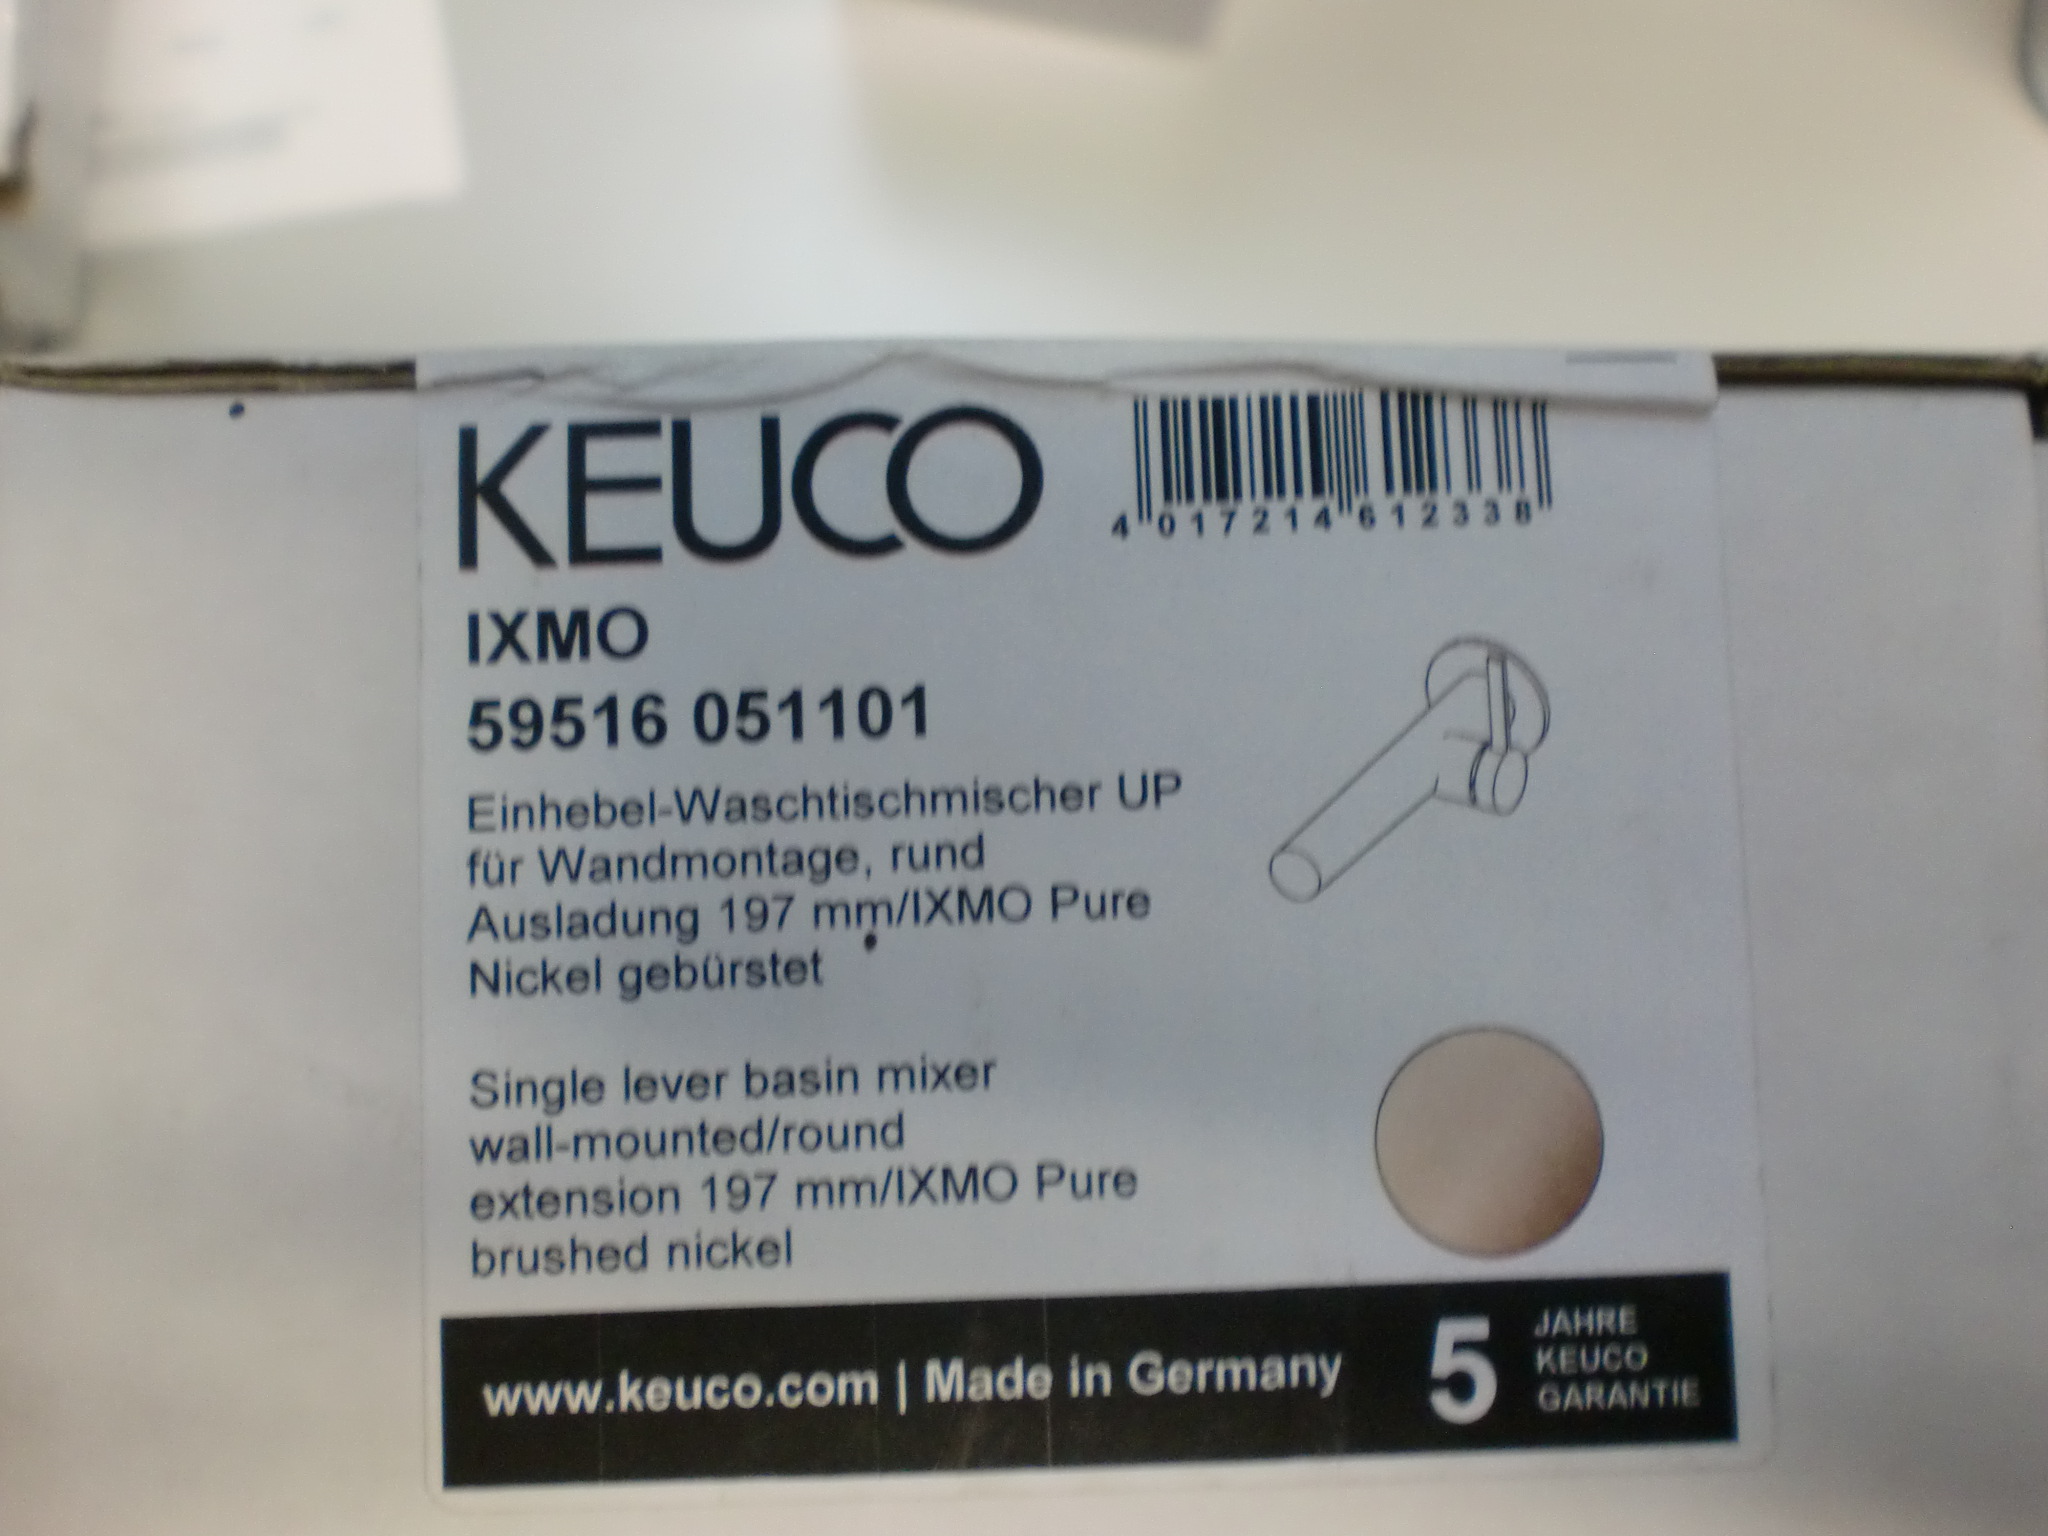 KEUCO
4 017214 612338
IXMO
59516 051101
Einhebel-Waschtischmischer UP
für Wandmontage, rund
Ausladung 197 mm/IXMO Pure
Nickel gebürstet
Single lever basin mixer
wall-mounted/round
extension 197 mm/IXMO Pure
brushed nickel
www.keuco.com | Made in Germany
5 JAHRE
KEUCO
GARANTIE